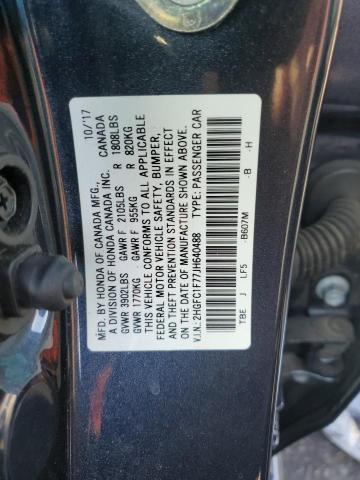 MFD. BY HONDA OF CANADA MFG., 10/'17
A DIVISION OF HONDA CANADA INC. CANADA
GVWR 3902LBS GAWR F 2105LBS R 1808LBS
GVWR 1770KG GAWR F 955KG R 820KG
THIS VEHICLE CONFORMS TO ALL APPLICABLE
FEDERAL MOTOR VEHICLE SAFETY, BUMPER,
AND THEFT PREVENTION STANDARDS IN EFFECT
ON THE DATE OF MANUFACTURE SHOWN ABOVE.
V.I.N.: 2HGFC1F77JH640488 TYPE: PASSENGER CAR
TBE J LF5 -B607M -B -H